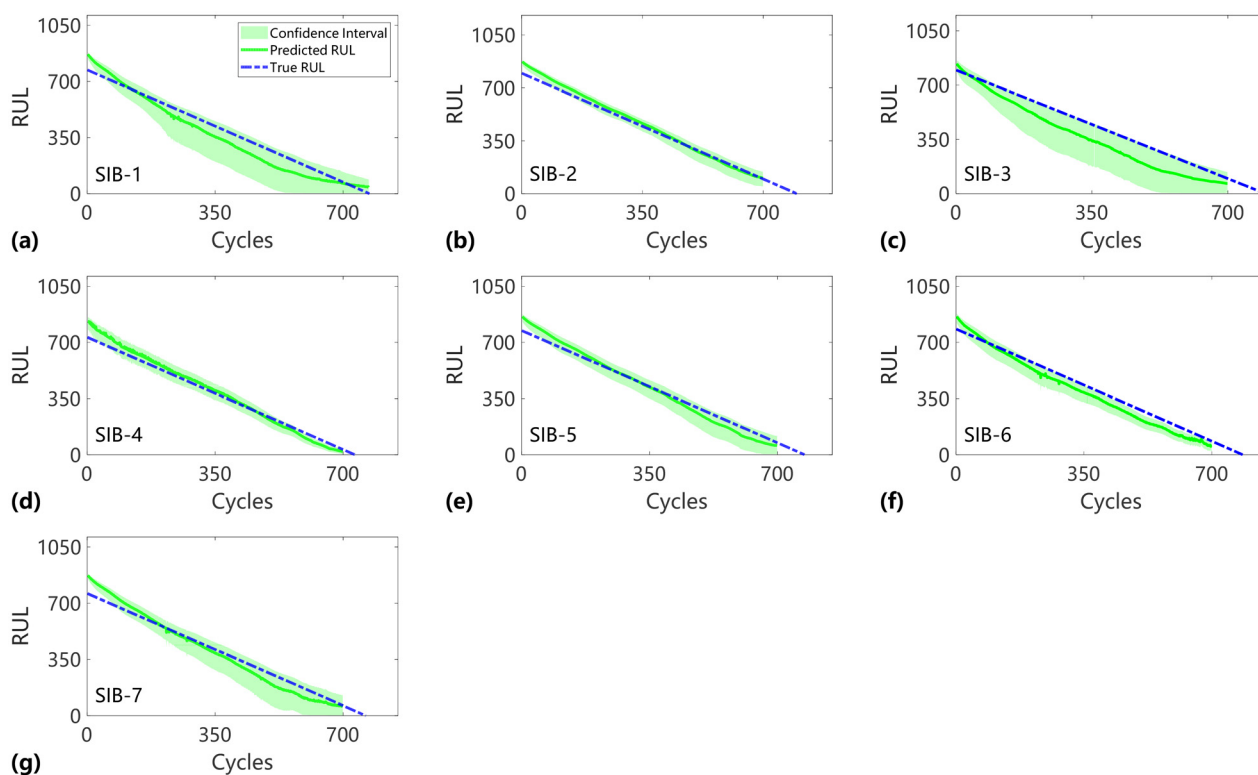 1050
700
350
0
RUL
Confidence Interval
Predicted RUL
True RUL
SIB-1
0 350 700
Cycles
(a)
1050
700
350
0
RUL
SIB-2
0 350 700
Cycles
(b)
1050
700
350
0
RUL
SIB-3
0 350 700
Cycles
(c)
1050
700
350
0
RUL
SIB-4
0 350 700
Cycles
(d)
1050
700
350
0
RUL
SIB-5
0 350 700
Cycles
(e)
1050
700
350
0
RUL
SIB-6
0 350 700
Cycles
(f)
1050
700
350
0
RUL
SIB-7
0 350 700
Cycles
(g)